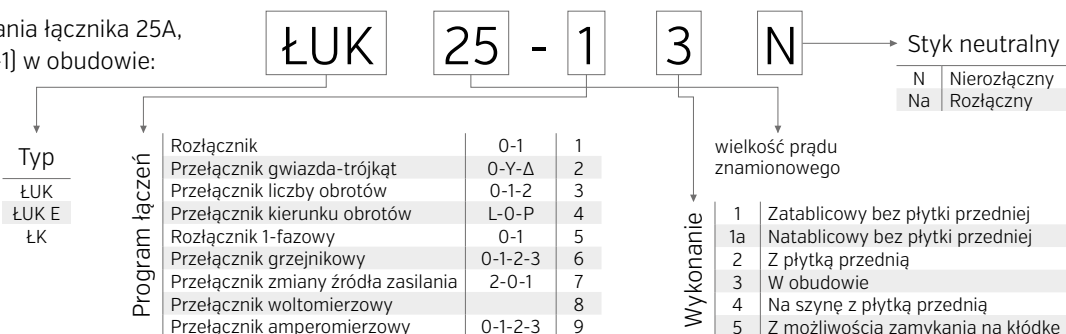 ania łącznika 25A,
-1) w obudowie:
ŁUK 25 - 1 3 N
Styk neutralny
N Nierozłączny
Na Rozłączny
Typ
ŁUK
ŁUK E
ŁK
Program łączeń
Rozłącznik 0-1 1
Przełącznik gwiazda-trójkąt 0-Y-Δ 2
Przełącznik liczby obrotów 0-1-2 3
Przełącznik kierunku obrotów L-0-P 4
Rozłącznik 1-fazowy 0-1 5
Przełącznik grzejnikowy 0-1-2-3 6
Przełącznik zmiany źródła zasilania 2-0-1 7
Przełącznik woltomierzowy 8
Przełącznik amperomierzowy 0-1-2-3 9
wielkość prądu
znamionowego
Wykonanie
1 Zatablicowy bez płytki przedniej
1a Natablicowy bez płytki przedniej
2 Z płytką przednią
3 W obudowie
4 Na szynę z płytką przednią
5 Z możliwością zamykania na kłódkę